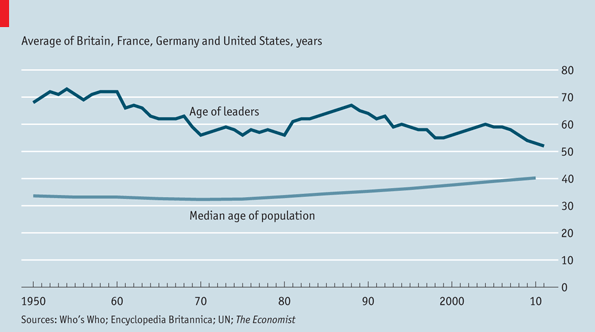 Average of Britain, France, Germany and United States, years
80
70
60
50
40
30
20
10
0
Age of leaders
Median age of population
1950 60 70 80 90 2000 10
Sources: Who's Who; Encyclopedia Britannica; UN; The Economist